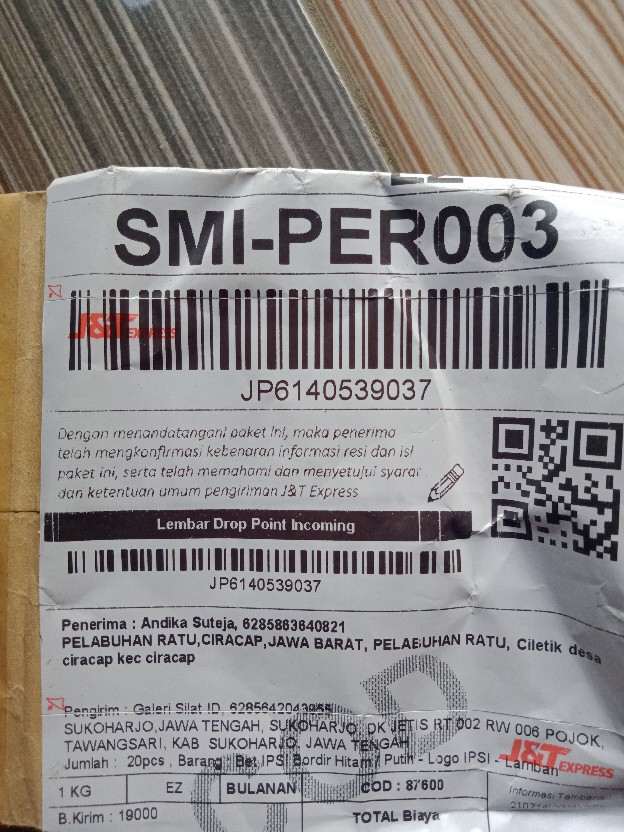 SMI-PER003
J&T EXPRESS
JP6140539037
Dengan menandatangani paket ini, maka penerima
telah mengkonfirmasi kebenaran informasi resi dan isi
paket ini, serta telah memahami dan menyetujui syarat
dan ketentuan umum pengiriman J&T Express
Lembar Drop Point Incoming
JP6140539037
Penerima : Andika Suteja, 6285863640821
PELABUHAN RATU,CIRACAP,JAWA BARAT, PELABUHAN RATU, Ciletik desa
ciracap kec ciracap
COD
Pengirim : Galeri Silat ID, 6285642043955
SUKOHARJO,JAWA TENGAH, SUKOHARJO, DK JETIS RT 002 RW 006 POJOK,
TAWANGSARI, KAB SUKOHARJO, JAWA TENGAH
Jumlah : 20pcs , Barang : Bet IPSI Bordir Hitam / Putih - Logo IPSI - Lamban
J&T EXPRESS
1 KG EZ BULANAN COD : 87600
Informasi
B.Kirim : 19000 TOTAL Biaya